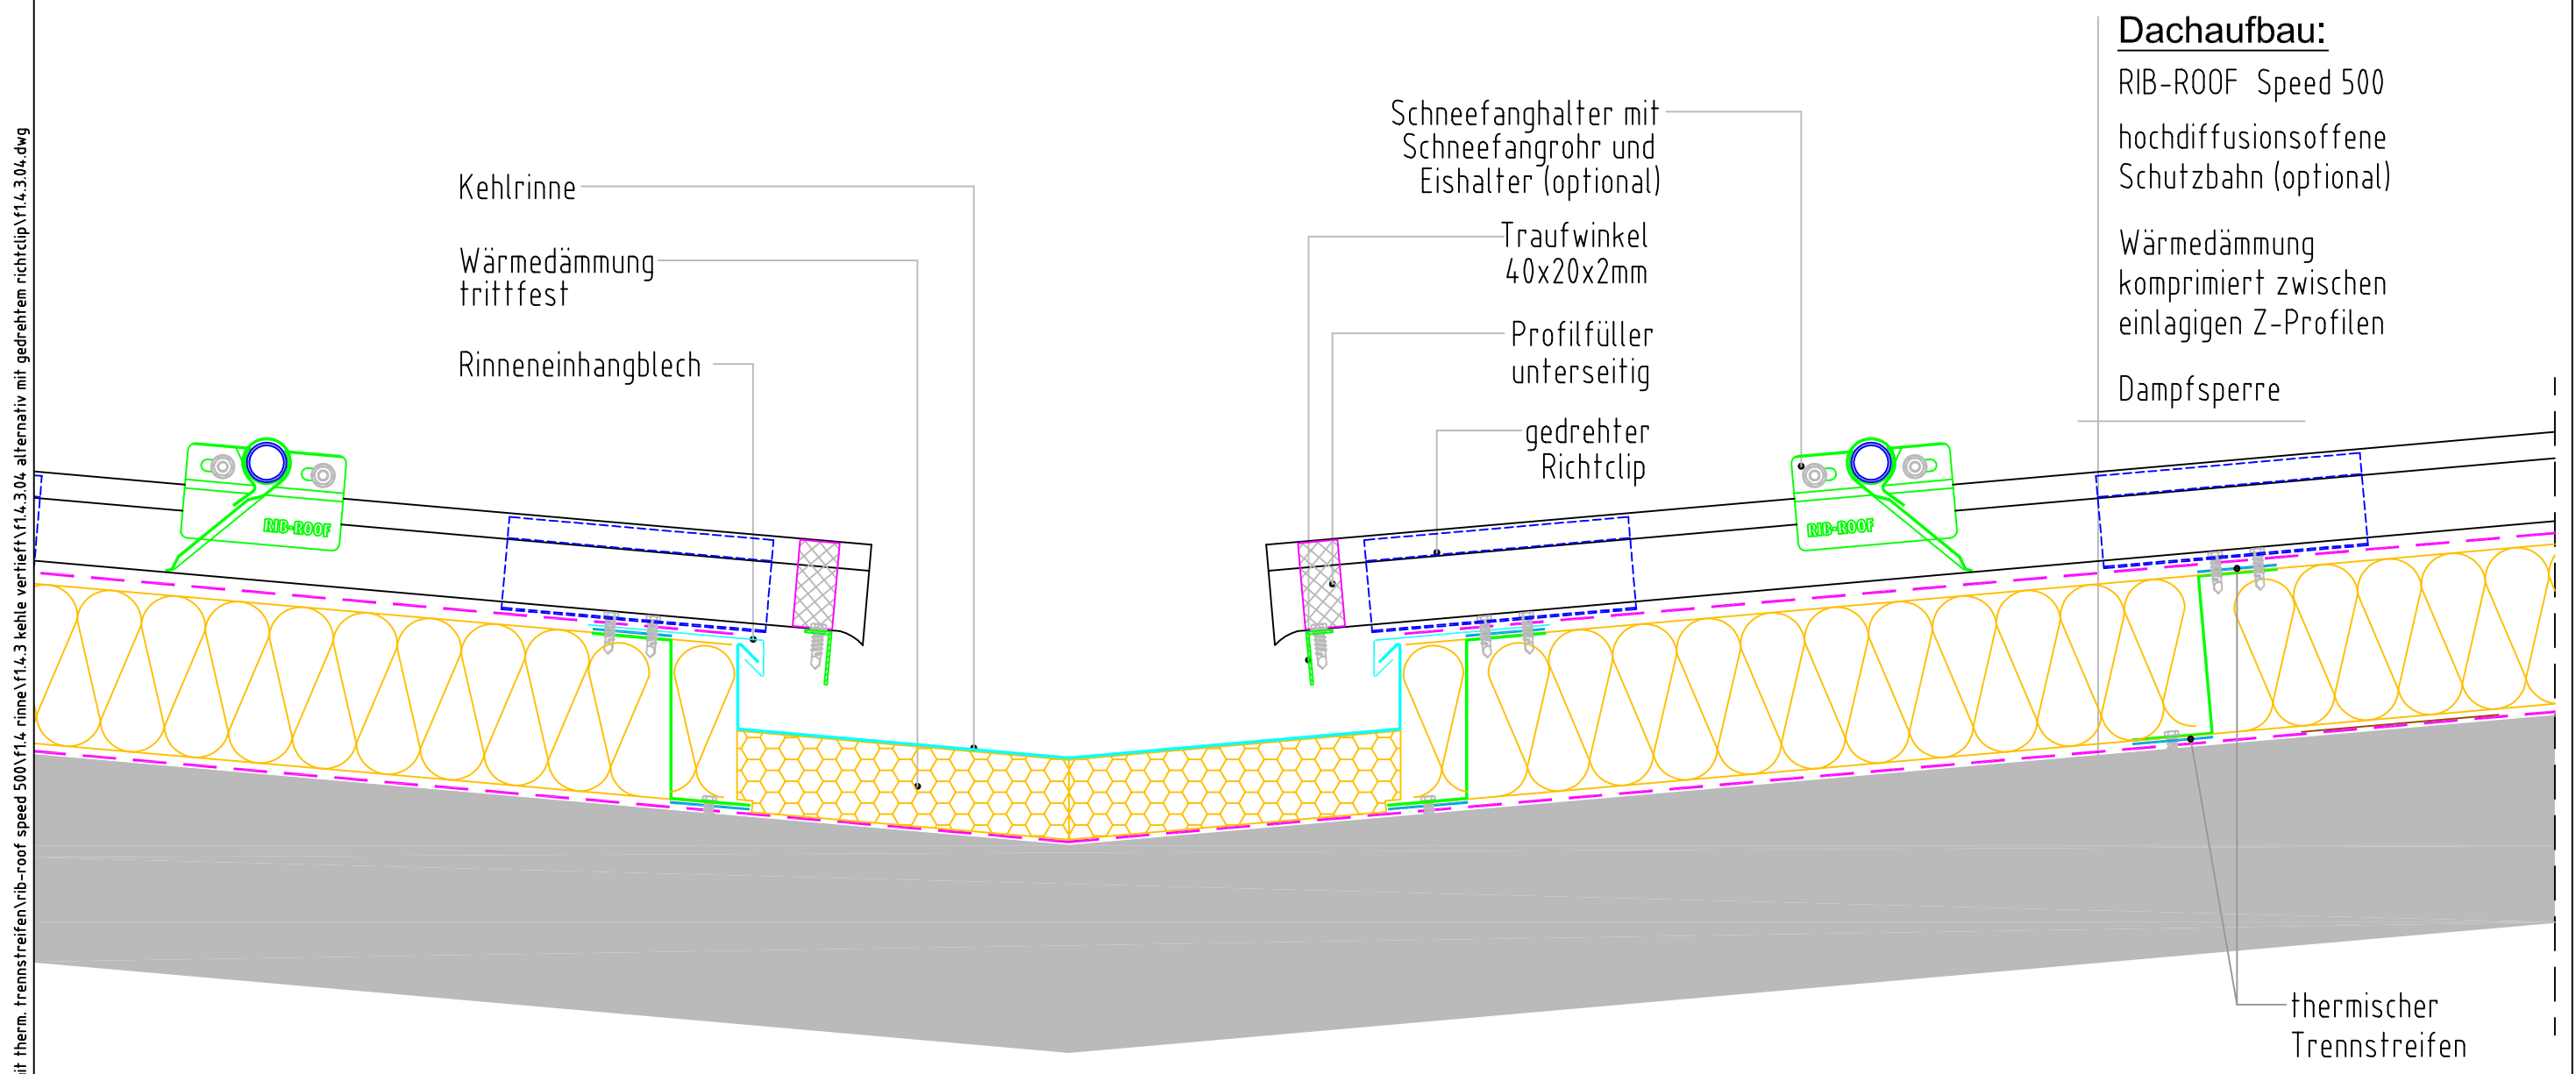 it therm. trennstreifen\rib-roof speed 500\f1.4 rinne\f1.4.3 kehle vertieft\f1.4.3.04 alternativ mit gedrehtem richtclip\f1.4.3.04.dwg
Kehlrinne
Wärmedämmung
trittfest
Rinneneinhangblech
Schneefanghalter mit
Schneefangrohr und
Eishalter (optional)
Traufwinkel
40x20x2mm
Profilfüller
unterseitig
gedrehter
Richtclip
Dachaufbau:
RIB-ROOF Speed 500
hochdiffusionsoffene
Schutzbahn (optional)
Wärmedämmung
komprimiert zwischen
einlagigen Z-Profilen
Dampfsperre
RIB-ROOF
RIB-ROOF
thermischer
Trennstreifen